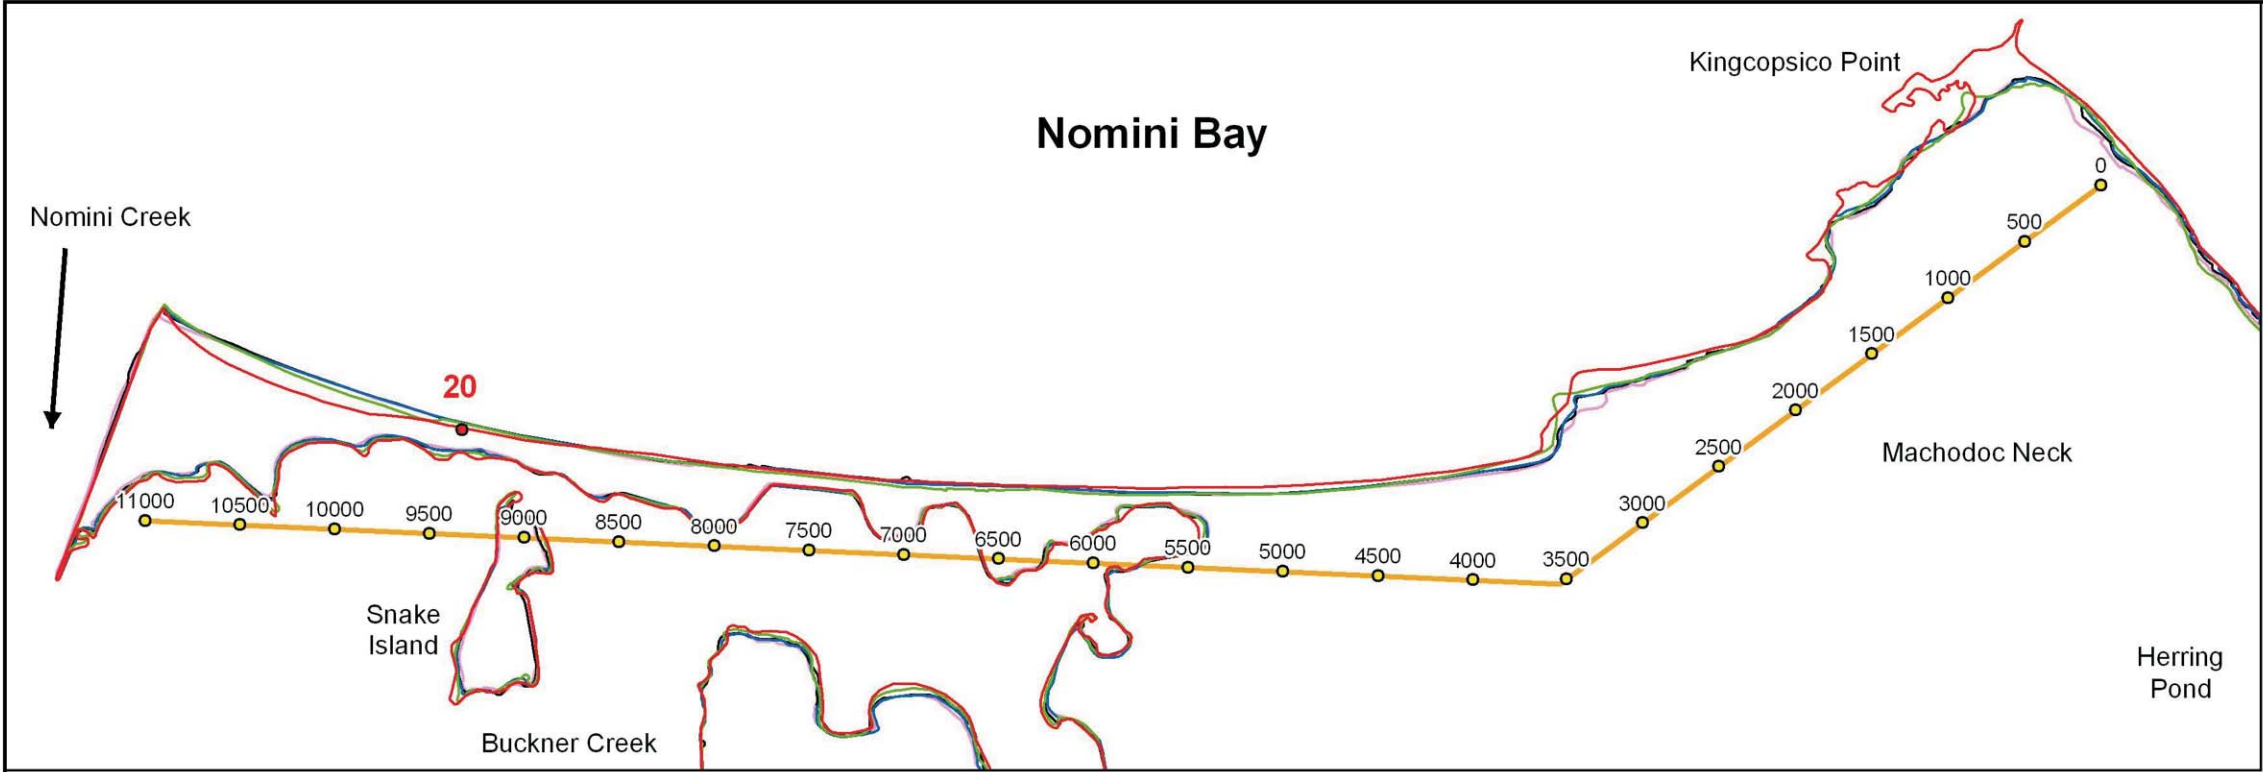 Kingcopsico Point
Nomini Bay
0
Nomini Creek
500
1000
1500
20
2000
2500
Machodoc Neck
11000
10500
10000
9500
9000
8500
8000
7500
7000
6500
6000
5500
5000
4500
4000
3500
3000
Snake
Island
Herring
Pond
Buckner Creek